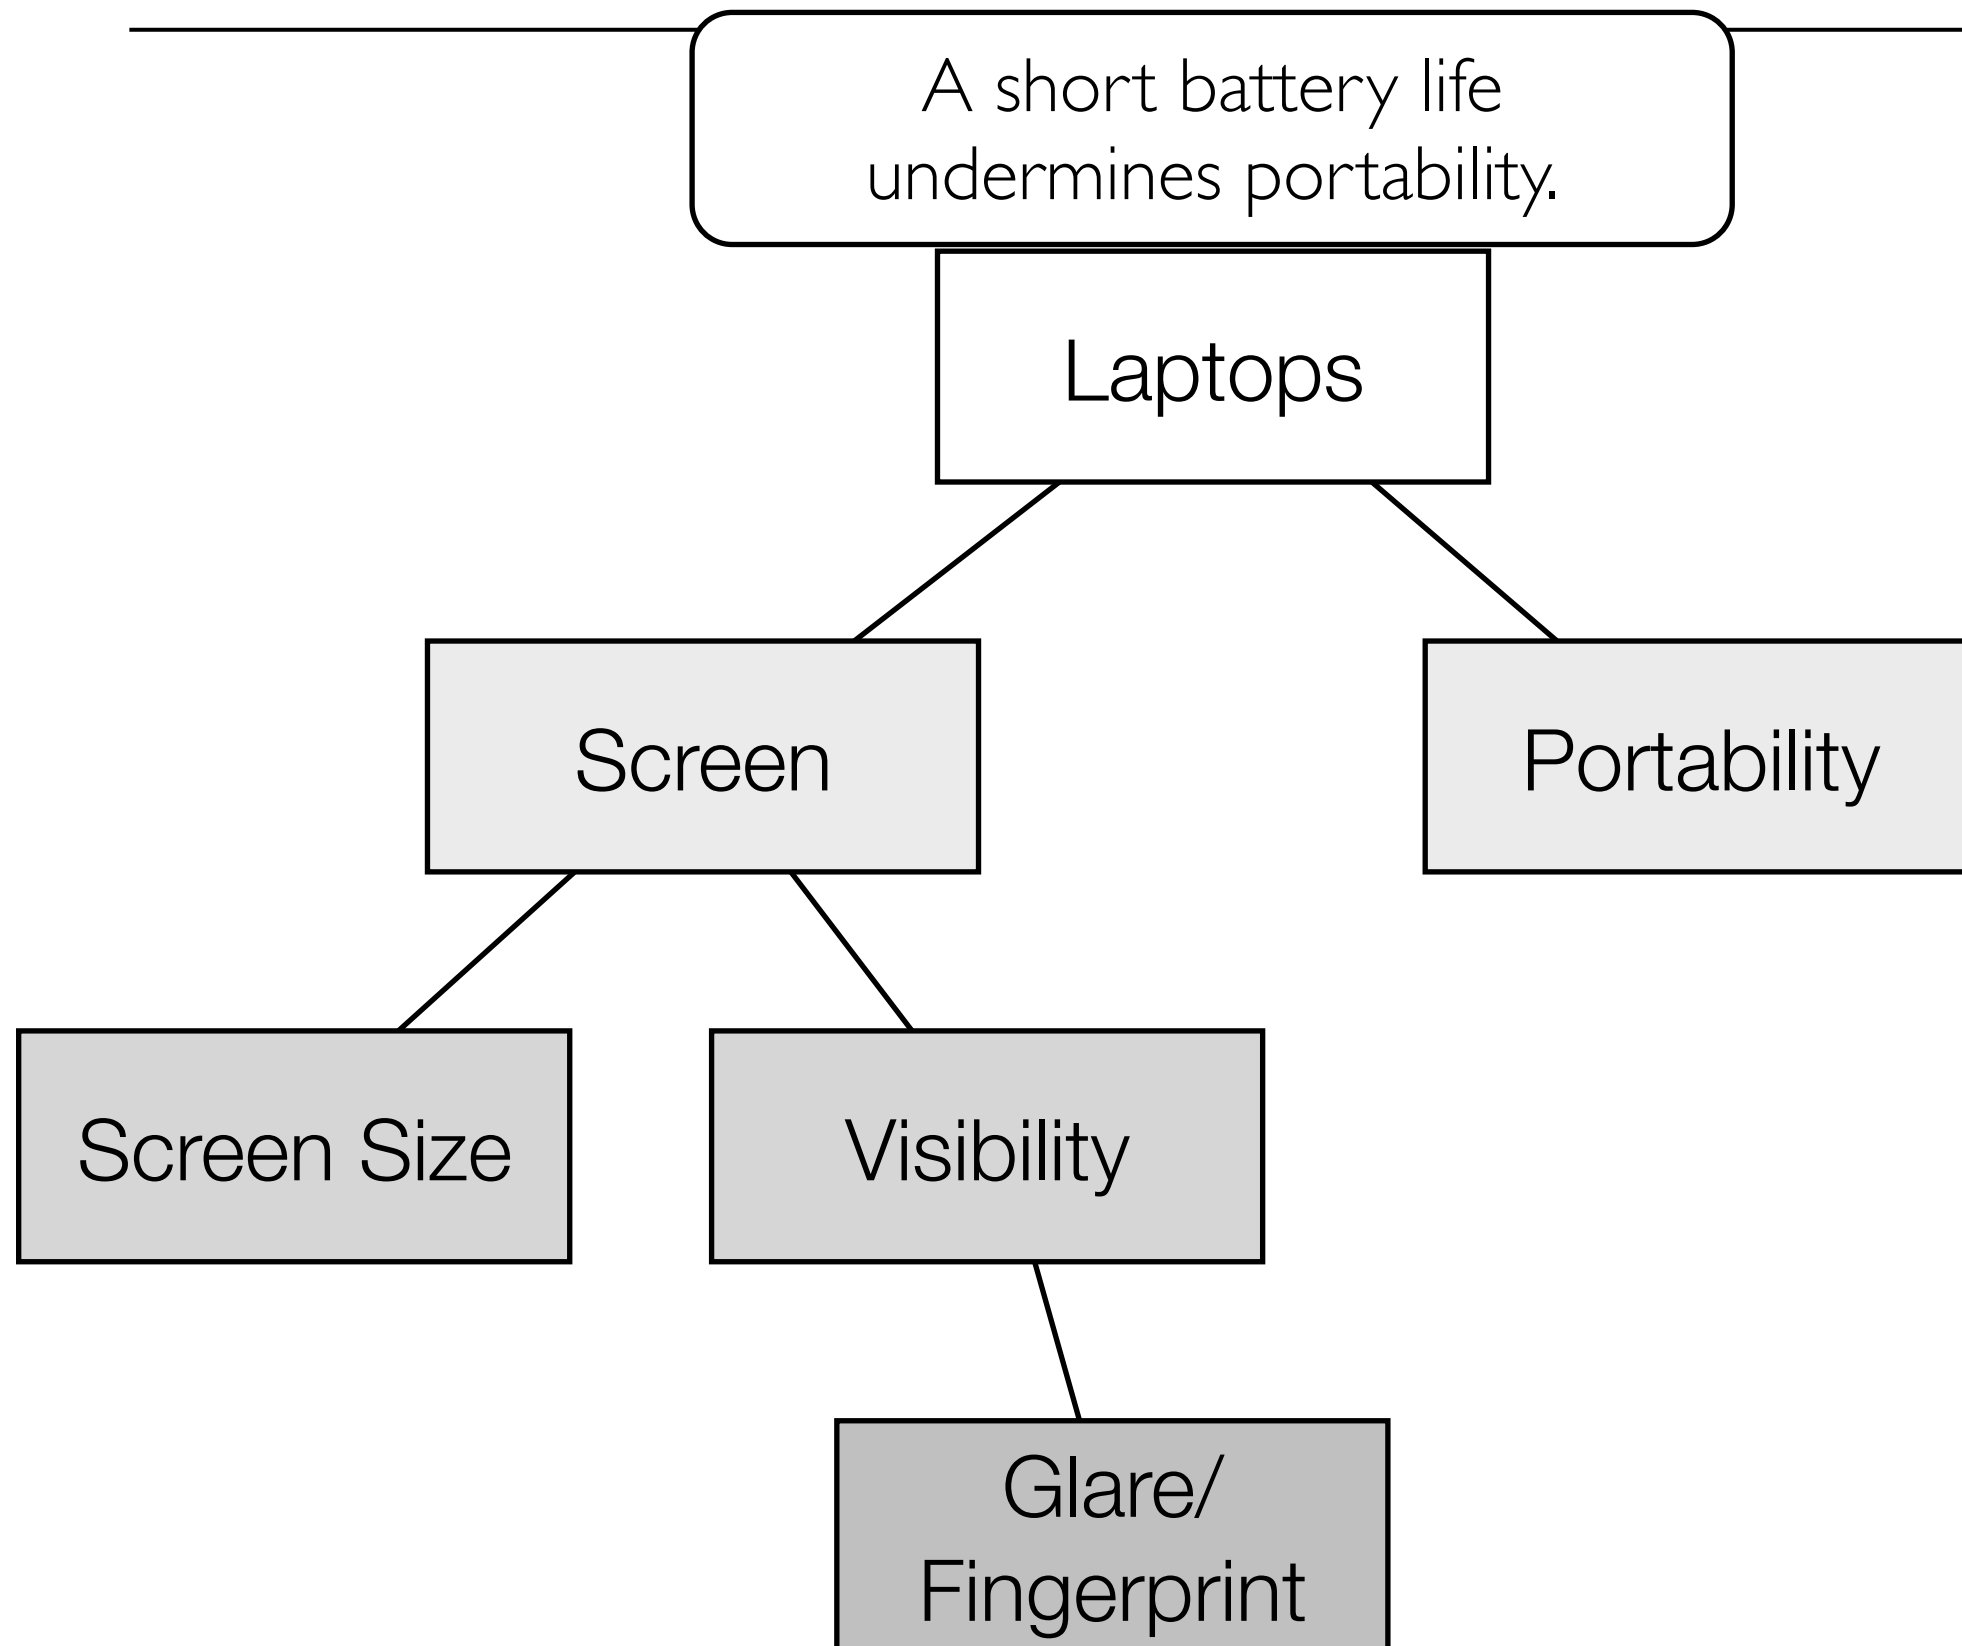 A short battery life
undermines portability.
Laptops
Screen
Portability
Screen Size
Visibility
Glare/
Fingerprint